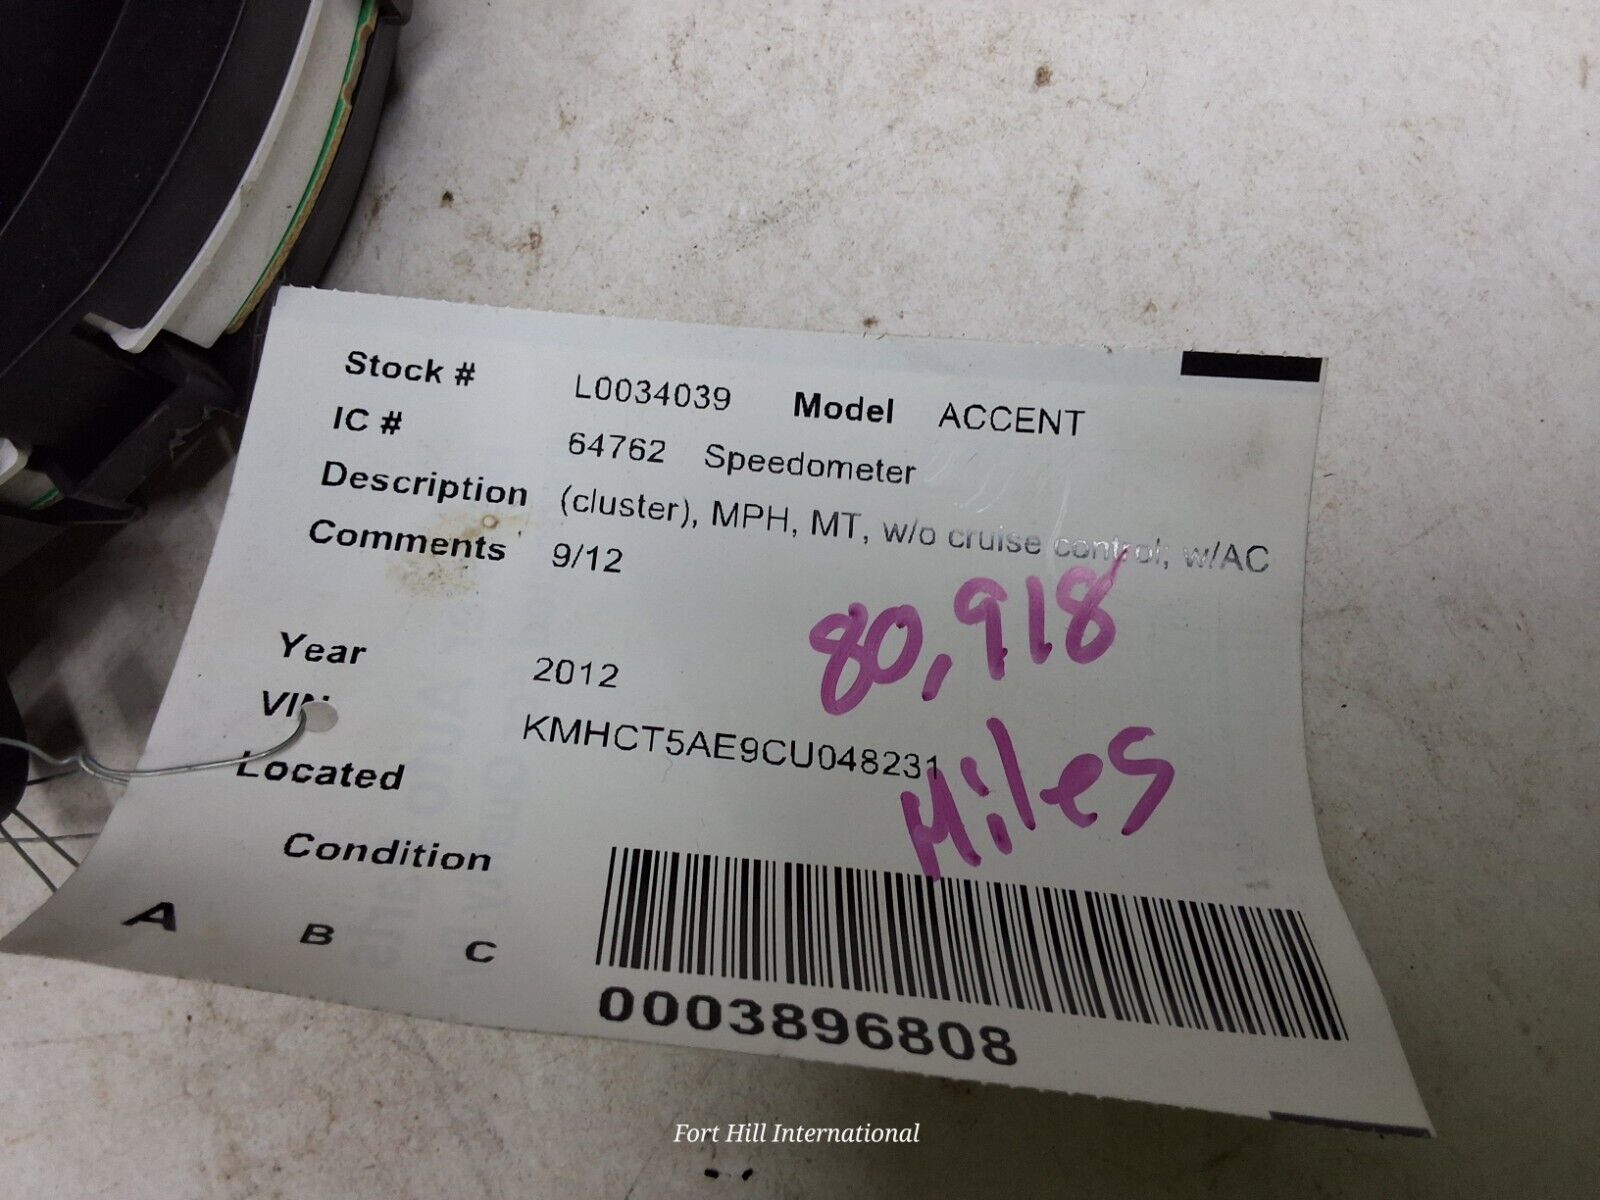 Stock # L0034039 Model ACCENT
IC # 64762 Speedometer
Description (cluster), MPH, MT, w/o cruise control, w/AC
Comments 9/12
80,918
Miles
Year 2012
VIN KMHCT5AE9CU048231
Located
Condition
A B C
0003896808
Fort Hill International